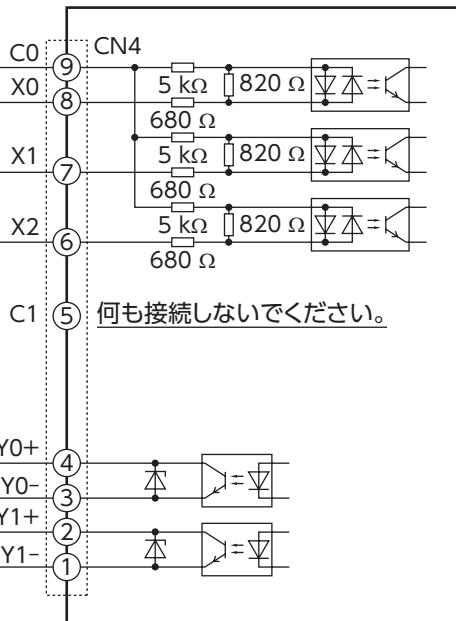 C0 ⑨ CN4
X0 ⑧ 5 kΩ 820 Ω
680 Ω
X1 ⑦ 5 kΩ 820 Ω
680 Ω
X2 ⑥ 5 kΩ 820 Ω
680 Ω
C1 ⑤ 何も接続しないでください。
Y0+ ④
Y0− ③
Y1+ ②
Y1− ①